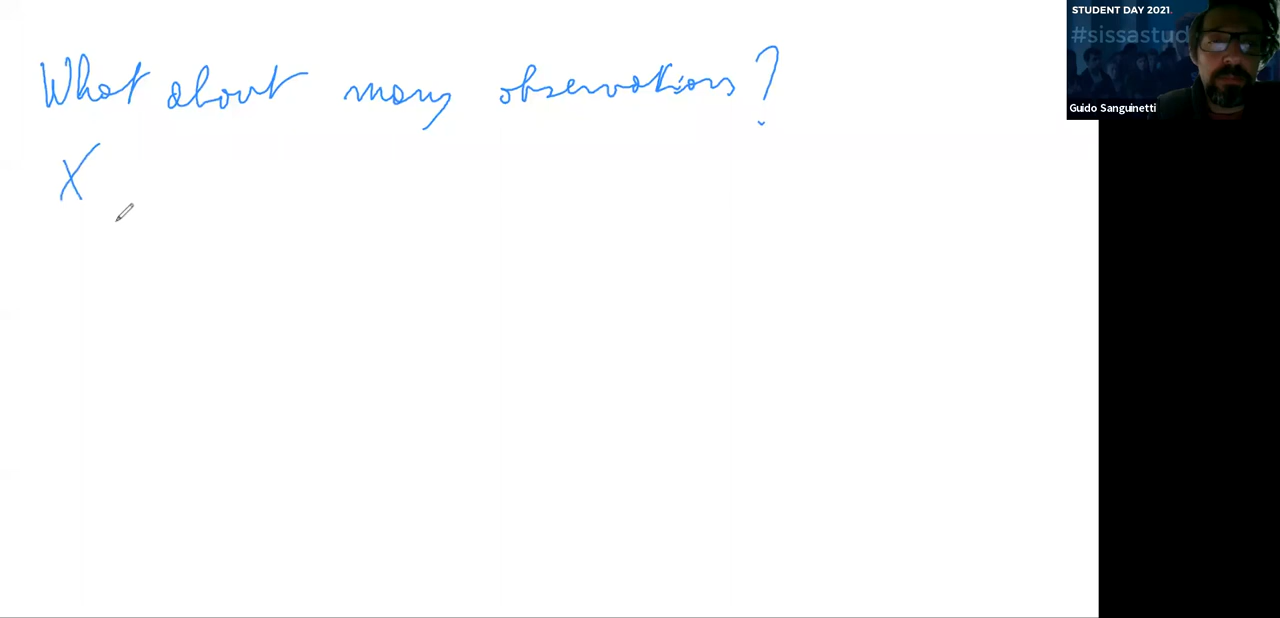 What about many observations?
X
STUDENT DAY 2021.
#sissastud
Guido Sanguinetti